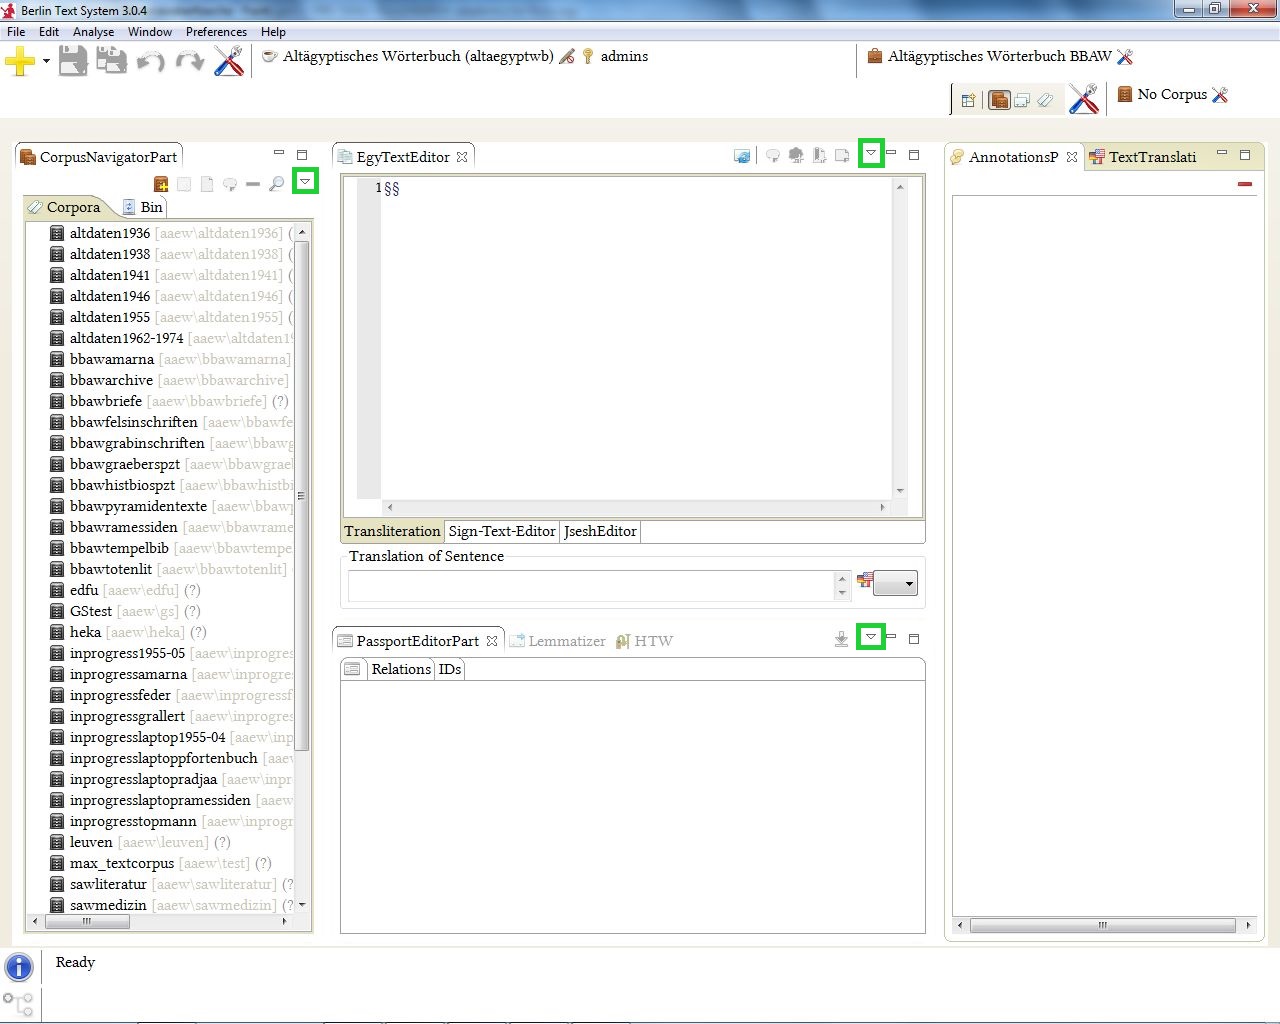 Berlin Text System 3.0.4
File Edit Analyse Window Preferences Help
Altägyptisches Wörterbuch (altaegyptwb) admins
Altägyptisches Wörterbuch BBAW
No Corpus
CorpusNavigatorPart
Corpora Bin
altdaten1936 [aaew\altdaten1936] (
altdaten1938 [aaew\altdaten1938] (
altdaten1941 [aaew\altdaten1941] (
altdaten1946 [aaew\altdaten1946] (
altdaten1955 [aaew\altdaten1955] (
altdaten1962-1974 [aaew\altdaten19
bbawamarna [aaew\bbawamarna]
bbawarchive [aaew\bbawarchive]
bbawbriefe [aaew\bbawbriefe] (?)
bbawfelsinschriften [aaew\bbawfe
bbawgrabinschriften [aaew\bbawg
bbawgraeberspzt [aaew\bbawgrael
bbawhistbiospzt [aaew\bbawhistbi
bbawpyramidentexte [aaew\bbawp
bbawramessiden [aaew\bbawrame
bbawtempelbib [aaew\bbawtempe
bbawtotenlit [aaew\bbawtotenlit]
edfu [aaew\edfu] (?)
GStest [aaew\gs] (?)
heka [aaew\heka] (?)
inprogress1955-05 [aaew\inprogres
inprogressamarna [aaew\inprogre
inprogressfeder [aaew\inprogressf
inprogressgrallert [aaew\inprogres
inprogresslaptop1955-04 [aaew\inp
inprogresslaptoppfortenbuch [aaew
inprogresslaptopradjaa [aaew\inpr
inprogresslaptopramessiden [aaew
inprogresstopmann [aaew\inprogr
leuven [aaew\leuven] (?)
max_textcorpus [aaew\test] (?)
sawliteratur [aaew\sawliteratur] (?
sawmedizin [aaew\sawmedizin] (?
EgyTextEditor
1 §§
Transliteration Sign-Text-Editor JseshEditor
Translation of Sentence
PassportEditorPart Lemmatizer HTW
Relations IDs
AnnotationsP TextTranslati
Ready